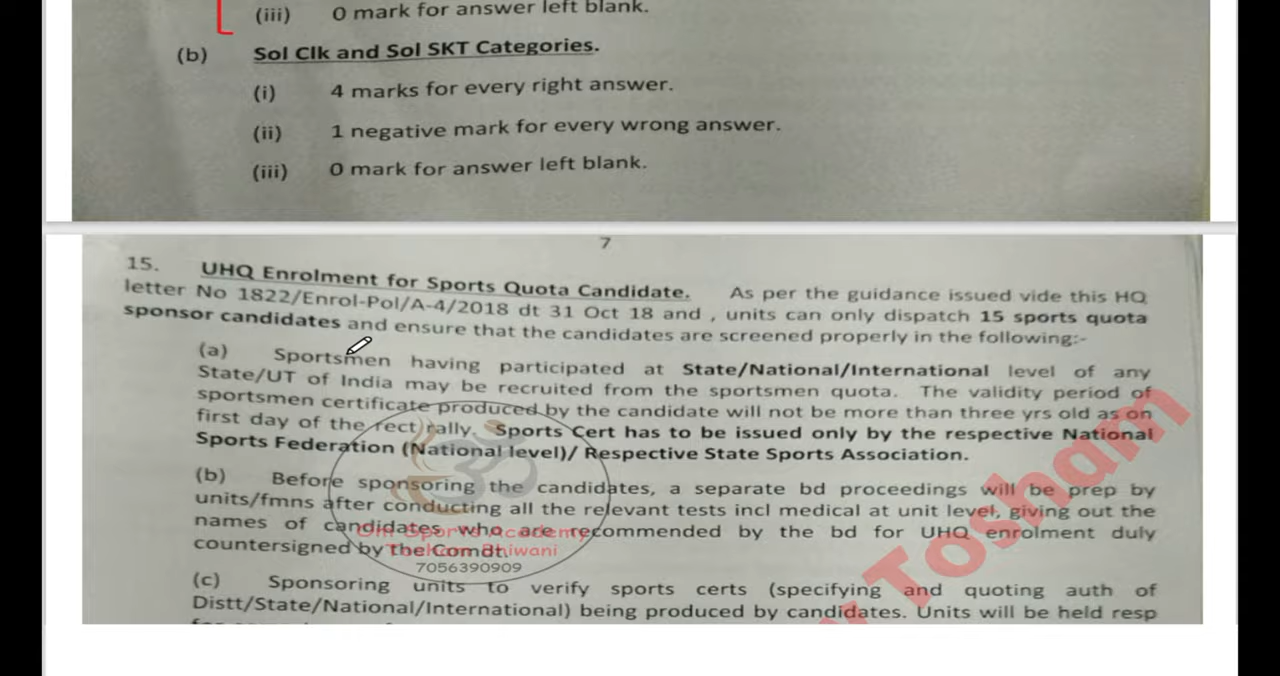 (iii) 0 mark for answer left blank.
(b) Sol Clk and Sol SKT Categories.
(i) 4 marks for every right answer.
(ii) 1 negative mark for every wrong answer.
(iii) 0 mark for answer left blank.
7
15. UHQ Enrolment for Sports Quota Candidate. As per the guidance issued vide this HQ
letter No 1822/Enrol-Pol/A-4/2018 dt 31 Oct 18 and , units can only dispatch 15 sports quota
sponsor candidates and ensure that the candidates are screened properly in the following:-
(a) Sportsmen having participated at State/National/International level of any
State/UT of India may be recruited from the sportsmen quota. The validity period of
sportsmen certificate produced by the candidate will not be more than three yrs old as on
first day of the rect rally. Sports Cert has to be issued only by the respective National
Sports Federation (National level)/ Respective State Sports Association.
(b) Before sponsoring the candidates, a separate bd proceedings will be prep by
units/fmns after conducting all the relevant tests incl medical at unit level, giving out the
names of candidates who are recommended by the bd for UHQ enrolment duly
countersigned by the Comdt.
Om Sports Academy
Tosham Bhiwani
7056390909
(c) Sponsoring units to verify sports certs (specifying and quoting auth of
Distt/State/National/International) being produced by candidates. Units will be held resp
Tosham